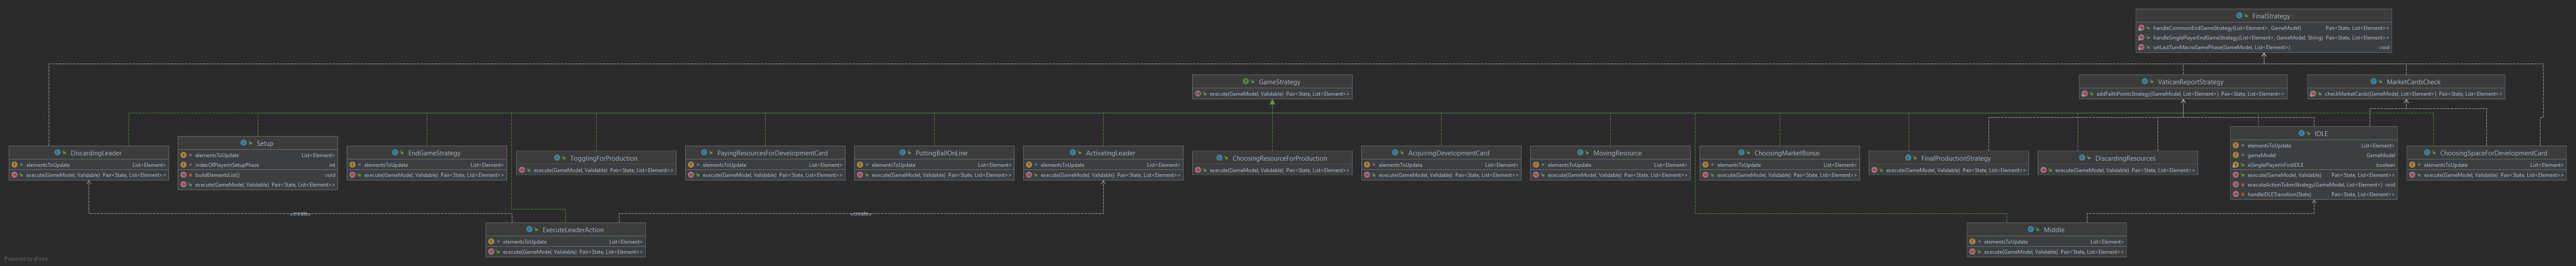 FinalStrategy
handleCommonEndGameStrategy(List<Element>, GameModel) Pair<State, List<Element>>
handleSinglePlayerEndGameStrategy(List<Element>, GameModel, String) Pair<State, List<Element>>
setLastTurnMacroGamePhase(GameModel, List<Element>) void
GameStrategy
execute(GameModel, Validable) Pair<State, List<Element>>
VaticanReportStrategy
addFaithPointsStrategy(GameModel, List<Element>) Pair<State, List<Element>>
MarketCardsCheck
checkMarketCards(GameModel, List<Element>) Pair<State, List<Element>>
DiscardingLeader
elementsToUpdate List<Element>
execute(GameModel, Validable) Pair<State, List<Element>>
Setup
elementsToUpdate List<Element>
inderOfPlayerInSetupPhase int
buildElementsList() void
execute(GameModel, Validable) Pair<State, List<Element>>
EndGameStrategy
elementsToUpdate List<Element>
execute(GameModel, Validable) Pair<State, List<Element>>
TogglingForProduction
execute(GameModel, Validable) Pair<State, List<Element>>
PayingResourcesForDevelopmentCard
elementsToUpdate List<Element>
execute(GameModel, Validable) Pair<State, List<Element>>
PuttingBallOnLine
elementsToUpdate List<Element>
execute(GameModel, Validable) Pair<State, List<Element>>
ActivatingLeader
elementsToUpdate List<Element>
execute(GameModel, Validable) Pair<State, List<Element>>
ChoosingResourceForProduction
execute(GameModel, Validable) Pair<State, List<Element>>
AcquiringDevelopmentCard
elementsToUpdate List<Element>
execute(GameModel, Validable) Pair<State, List<Element>>
MovingResource
elementsToUpdate List<Element>
execute(GameModel, Validable) Pair<State, List<Element>>
ChoosingMarketBonus
elementsToUpdate List<Element>
execute(GameModel, Validable) Pair<State, List<Element>>
FinalProductionStrategy
execute(GameModel, Validable) Pair<State, List<Element>>
DiscardingResources
execute(GameModel, Validable) Pair<State, List<Element>>
IDLE
elementsToUpdate List<Element>
gameModel GameModel
isSinglePlayerInFirstIDLE boolean
execute(GameModel, Validable) Pair<State, List<Element>>
executeActionTokenStrategy(GameModel, List<Element>) void
handleIDLETransition(State) Pair<State, List<Element>>
ChoosingSpaceForDevelopmentCard
elementsToUpdate List<Element>
execute(GameModel, Validable) Pair<State, List<Element>>
«create»
«create»
ExecuteLeaderAction
elementsToUpdate List<Element>
execute(GameModel, Validable) Pair<State, List<Element>>
Middle
elementsToUpdate List<Element>
execute(GameModel, Validable) Pair<State, List<Element>>
Powered by yFiles